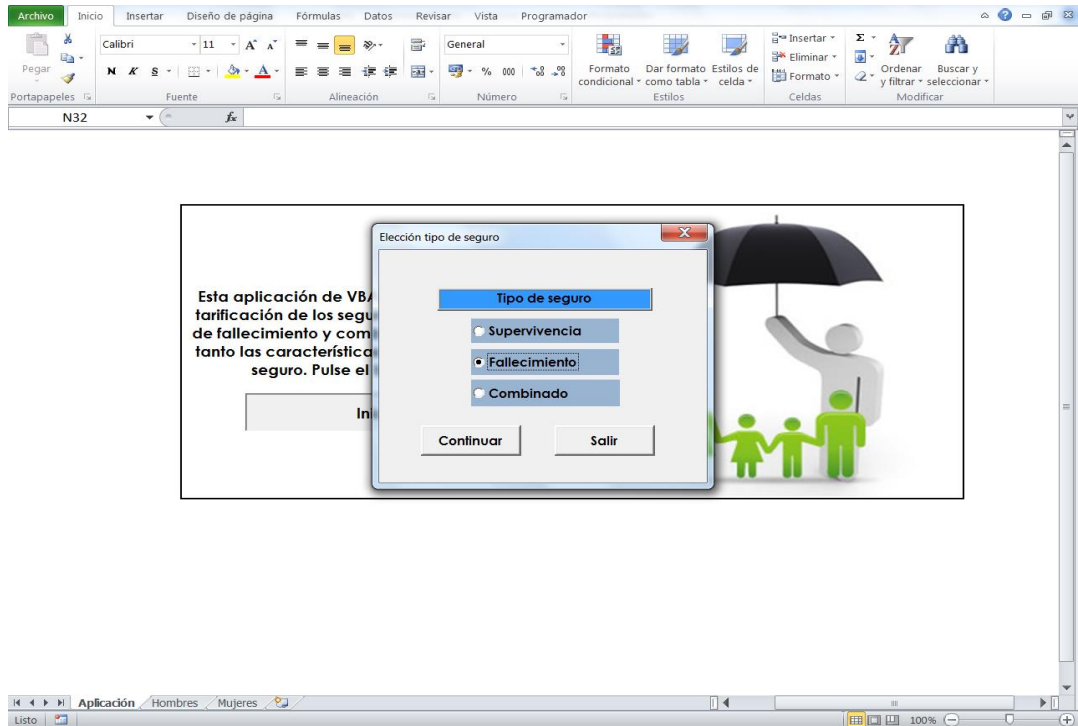 Archivo Inicio Insertar Diseño de página Fórmulas Datos Revisar Vista Programador
Pegar
Calibri 11 A A
N K S A
General
% 000
Formato condicional
Dar formato como tabla
Estilos de celda
Insertar
Eliminar
Formato
Σ
Ordenar y filtrar
Buscar y seleccionar
Portapapeles Fuente Alineación Número Estilos Celdas Modificar
N32 fx
Elección tipo de seguro
Tipo de seguro
Supervivencia
Fallecimiento
Combinado
Continuar Salir
Esta aplicación de VBA
tarificación de los segu
de fallecimiento y com
tanto las característica
seguro. Pulse el
Ini
Aplicación Hombres Mujeres
Listo 100%